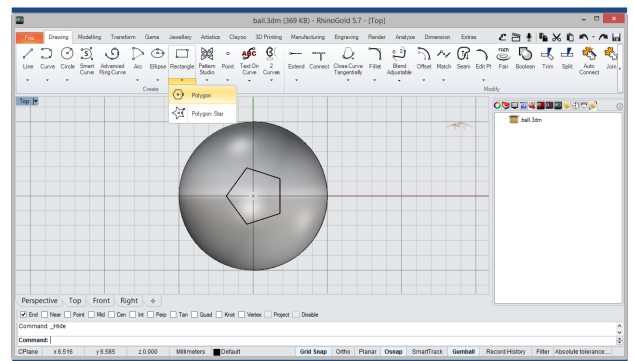 ball.3dm (369 KB) - RhinoGold 5.7 - [Top]
File Drawing Modelling Transform Gems Jewellery Artistics Clayoo 3D Printing Manufacturing Engraving Render Analyze Dimension Extras
ABC FAIR
Line Curve Circle Smart Curve Advanced Ring Curve Arc Ellipse Rectangle Pattern Studio Point Text On Curve 2 Curves Extend Connect Close Curve Tangentially Fillet Blend Adjustable Offset Match Seam Edit Pt Fair Boolean Trim Split Auto Connect Join
Create Modify
Polygon
Polygon: Star
Top
ball.3dm
Perspective Top Front Right
End Near Point Mid Cen Int Perp Tan Quad Knot Vertex Project Disable
Command: _Hide
Command:
CPlane x 6.516 y 6.585 z 0.000 Millimeters Default Grid Snap Ortho Planar Osnap SmartTrack Gumball Record History Filter Absolute tolerance:...